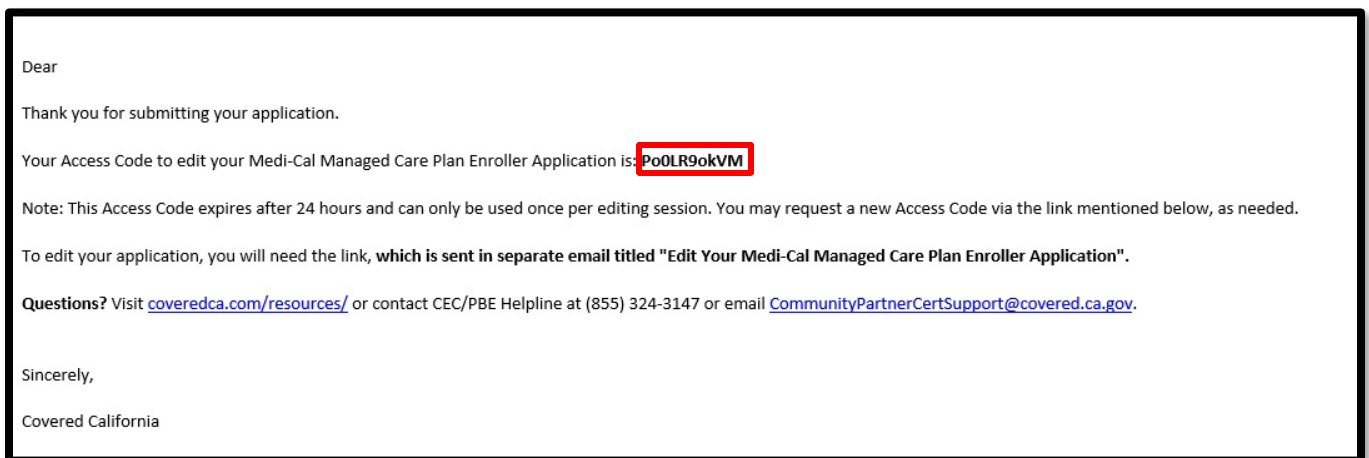 Dear
Thank you for submitting your application.
Your Access Code to edit your Medi-Cal Managed Care Plan Enroller Application is: Po0LR9okVM
Note: This Access Code expires after 24 hours and can only be used once per editing session. You may request a new Access Code via the link mentioned below, as needed.
To edit your application, you will need the link, which is sent in separate email titled "Edit Your Medi-Cal Managed Care Plan Enroller Application".
Questions? Visit coveredca.com/resources/ or contact CEC/PBE Helpline at (855) 324-3147 or email CommunityPartnerCertSupport@covered.ca.gov.
Sincerely,
Covered California